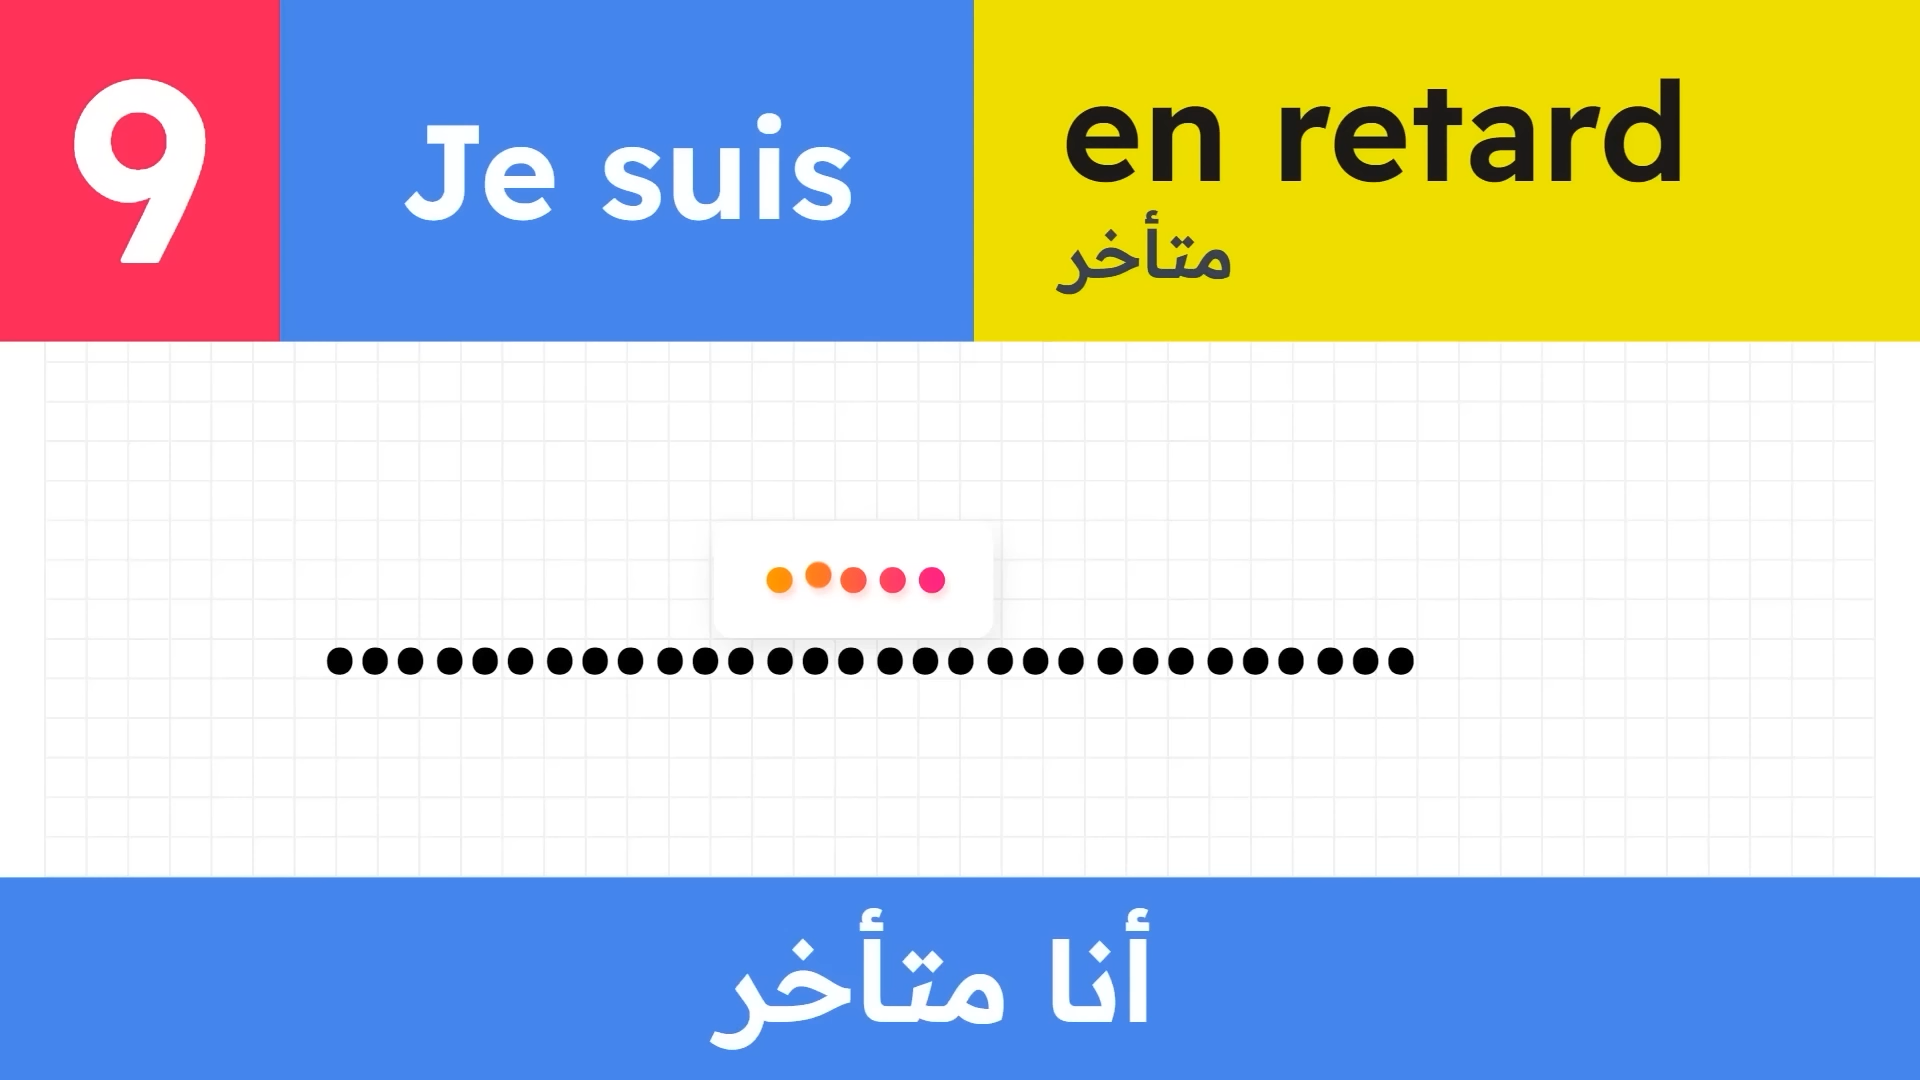 9
Je suis
en retard
متأخر
..............................
أنا متأخر